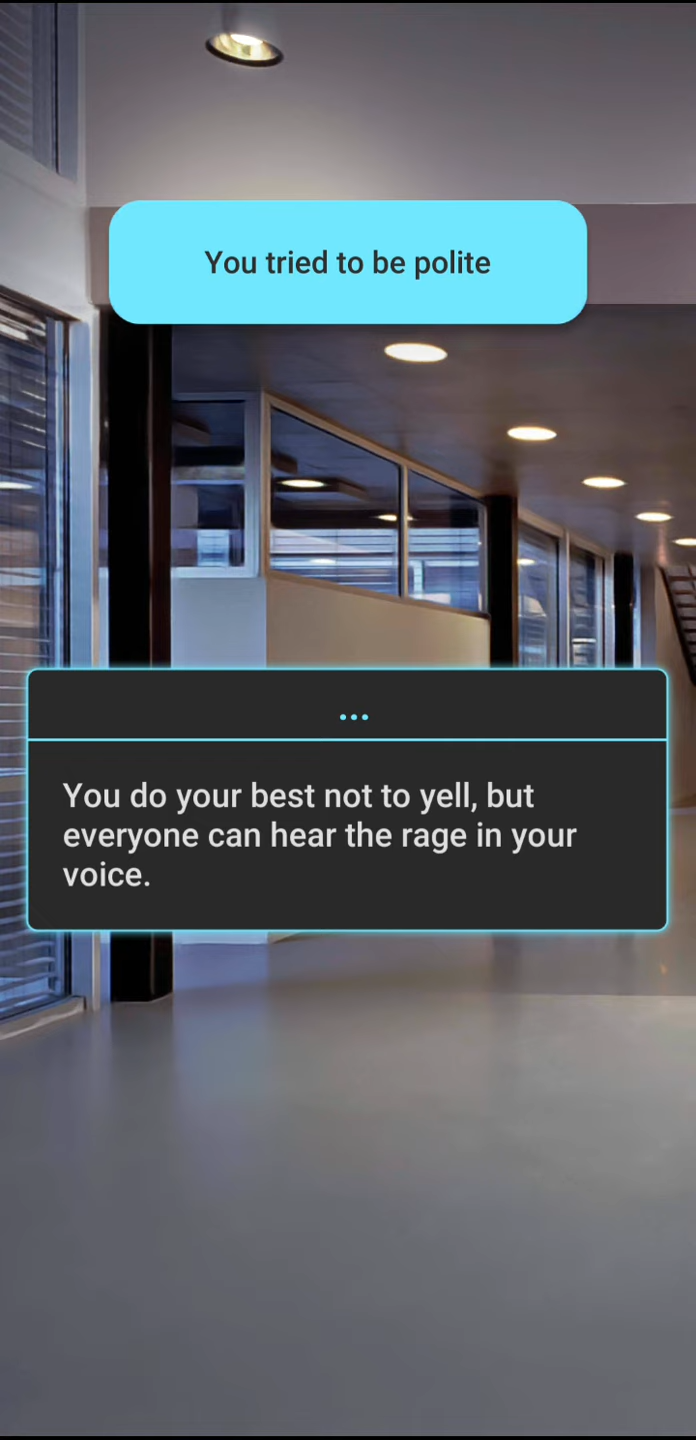 You tried to be polite
...
You do your best not to yell, but
everyone can hear the rage in your
voice.